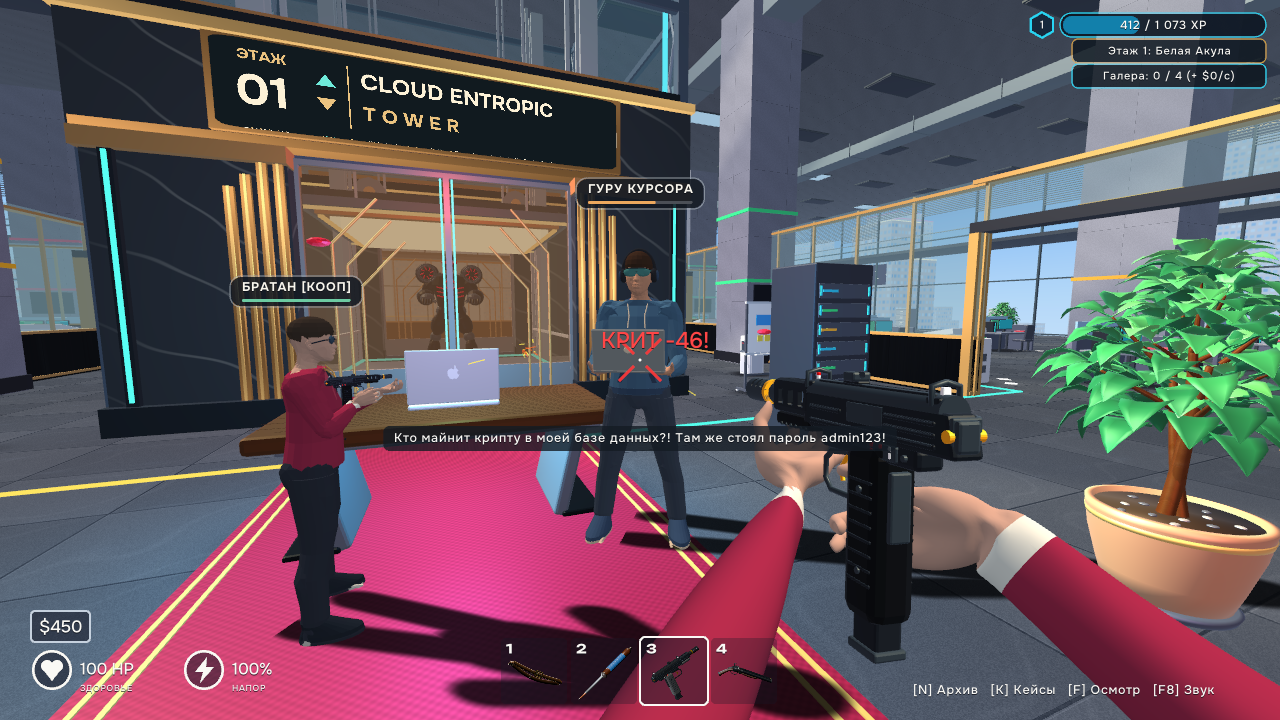 ЭТАЖ
01
CLOUD ENTROPIC
TOWER
1
412 / 1 073 XP
Этаж 1: Белая Акула
Галера: 0 / 4 (+ $0/с)
ГУРУ КУРСОРА
БРАТАН [КООП]
КРИТ -46!
Кто майнит крипту в моей базе данных?! Там же стоял пароль admin123!
$450
100 HP
ЗДОРОВЬЕ
100%
НАПОР
1
2
3
4
[N] Архив [K] Кейсы [F] Осмотр [F8] Звук